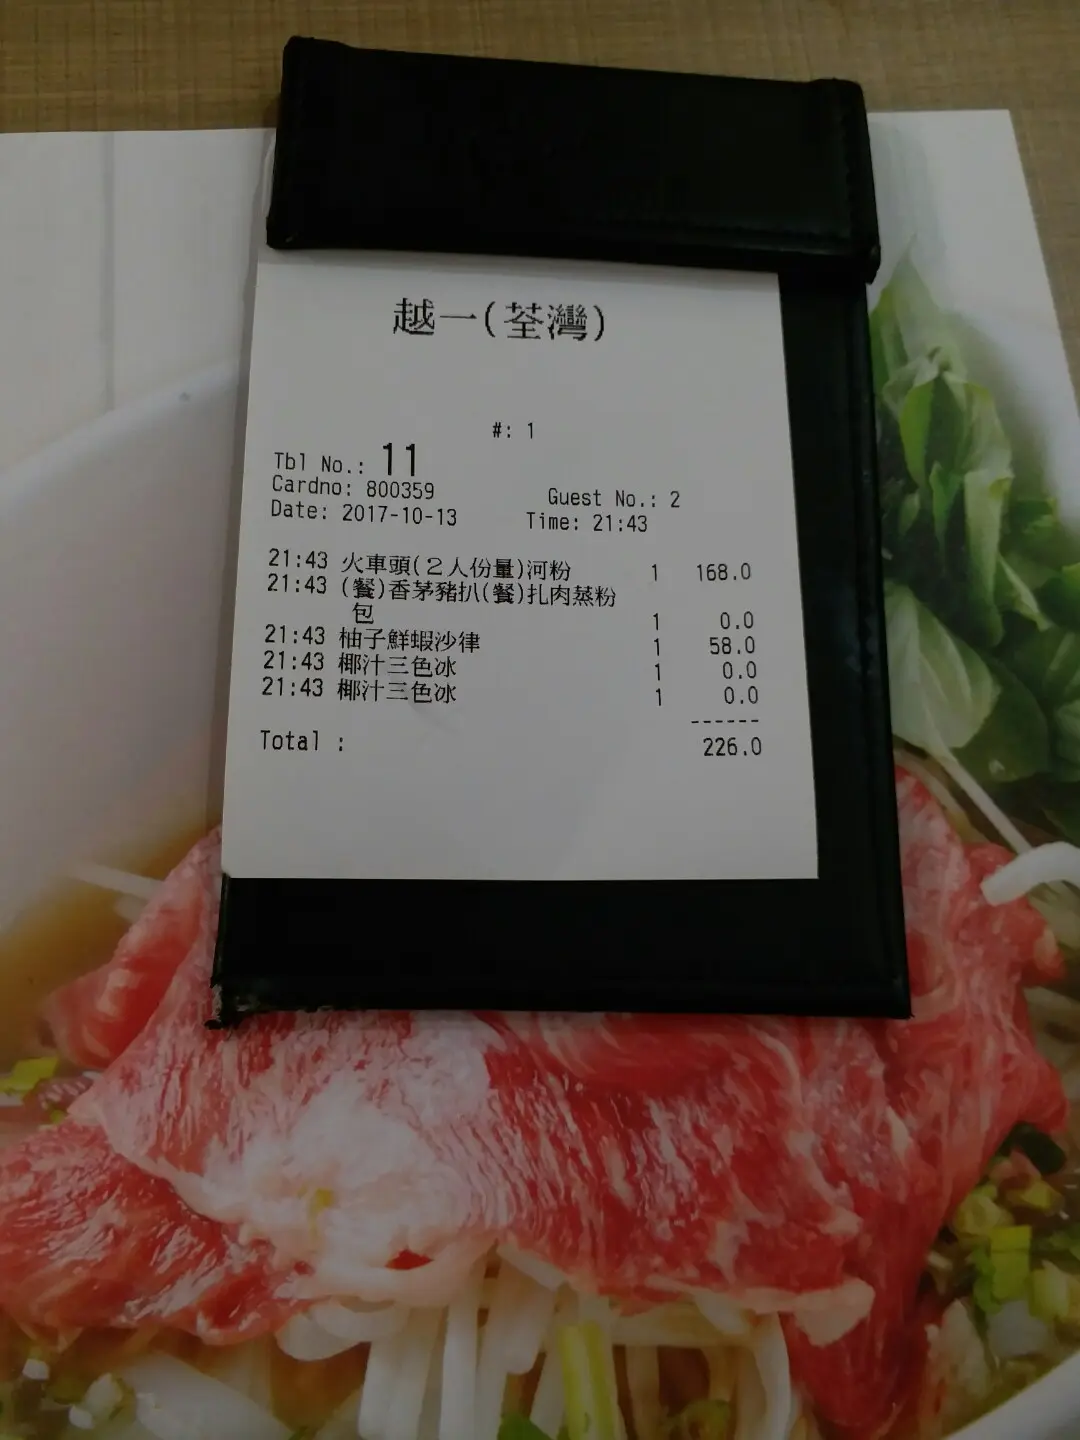 越一(荃灣)
#: 1
Tbl No.: 11
Cardno: 800359 Guest No.: 2
Date: 2017-10-13 Time: 21:43
21:43 火車頭(２人份量)河粉 1 168.0
21:43 (餐)香茅豬扒(餐)扎肉蒸粉
包 1 0.0
21:43 柚子鮮蝦沙律 1 58.0
21:43 椰汁三色冰 1 0.0
21:43 椰汁三色冰 1 0.0
------
Total : 226.0